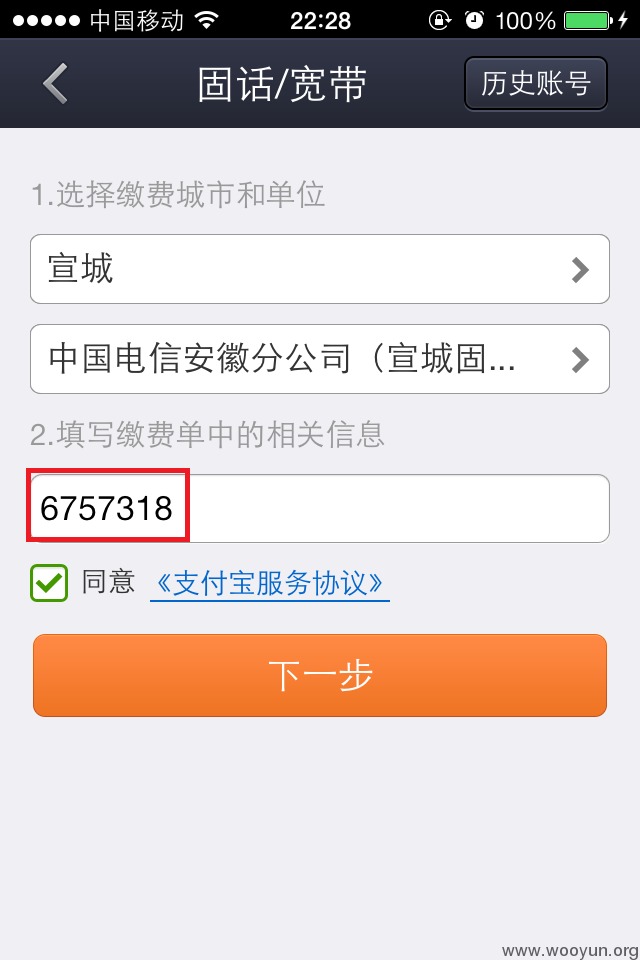 中国移动 22:28 100%
固话/宽带 历史账号
1.选择缴费城市和单位
宣城
中国电信安徽分公司（宣城固...
2.填写缴费单中的相关信息
6757318
同意 《支付宝服务协议》
下一步
www.wooyun.org